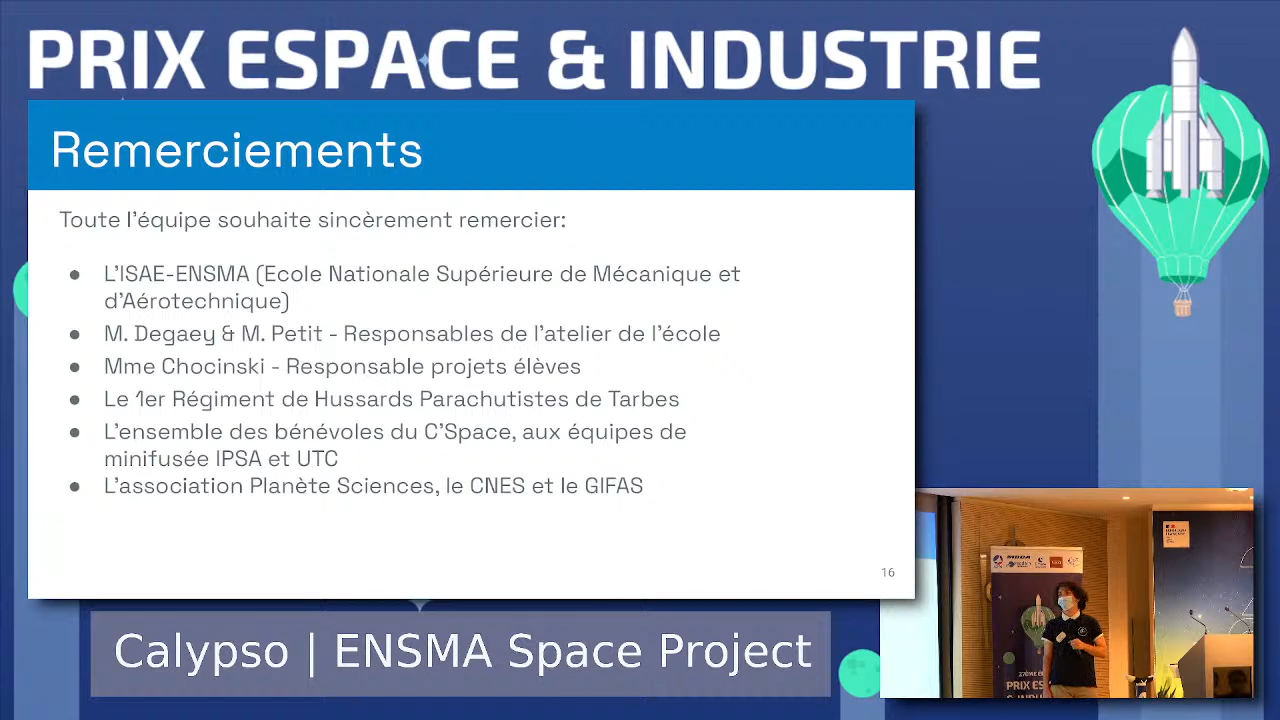 PRIX ESPACE & INDUSTRIE
Remerciements
Toute l'équipe souhaite sincèrement remercier:
● L'ISAE-ENSMA (Ecole Nationale Supérieure de Mécanique et
d'Aérotechnique)
● M. Degaey & M. Petit - Responsables de l'atelier de l'école
● Mme Chocinski - Responsable projets élèves
● Le 1er Régiment de Hussards Parachutistes de Tarbes
● L'ensemble des bénévoles du C'Space, aux équipes de
minifusée IPSA et UTC
● L'association Planète Sciences, le CNES et le GIFAS
16
Calypso | ENSMA Space Project
27ÈME
PRIX